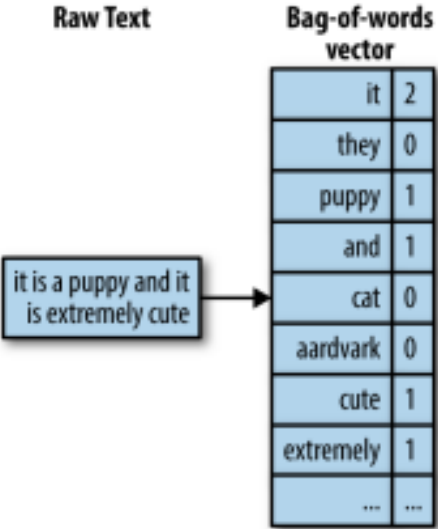 Raw Text
Bag-of-words
vector
it is a puppy and it
is extremely cute
it 2
they 0
puppy 1
and 1
cat 0
aardvark 0
cute 1
extremely 1
... ...